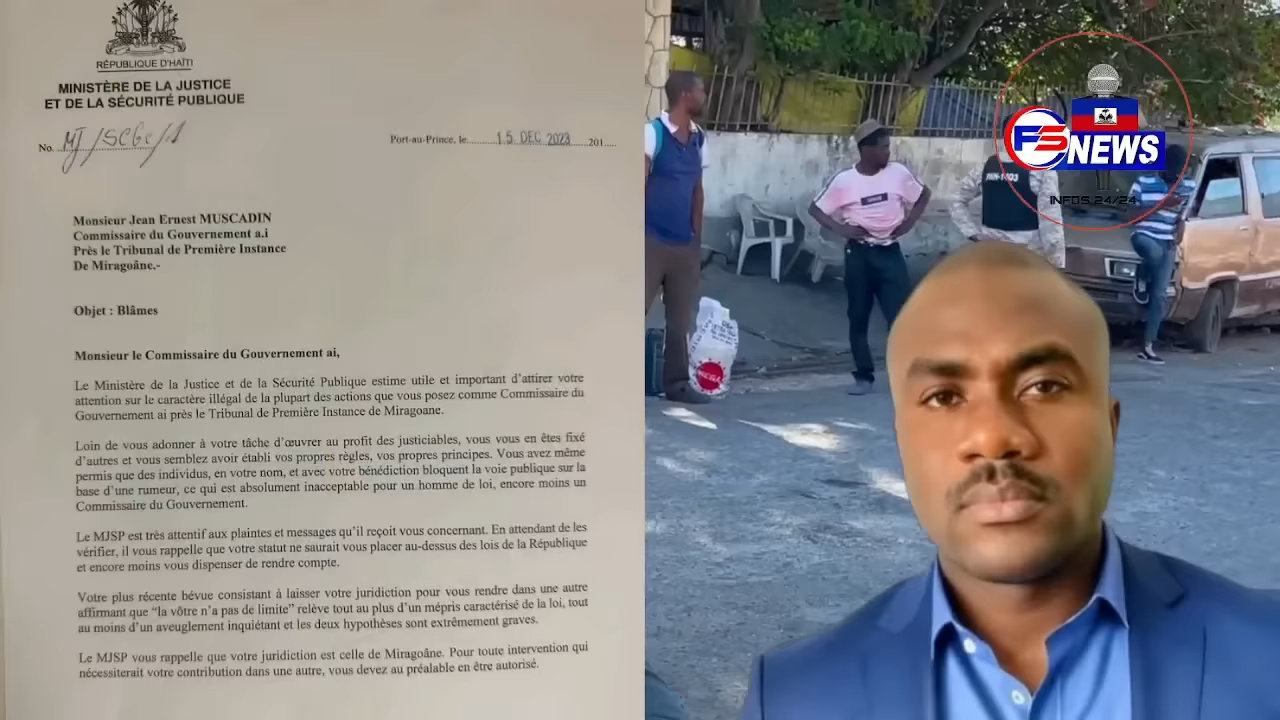 RÉPUBLIQUE D'HAÏTI
MINISTÈRE DE LA JUSTICE
ET DE LA SÉCURITÉ PUBLIQUE
No. MJ/SCGC/1
Port-au-Prince, le 15 DEC 2023 201
Monsieur Jean Ernest MUSCADIN
Commissaire du Gouvernement a.i
Près le Tribunal de Première Instance
De Miragoâne.-
Objet : Blâmes
Monsieur le Commissaire du Gouvernement ai,
Le Ministère de la Justice et de la Sécurité Publique estime utile et important d'attirer votre
attention sur le caractère illégal de la plupart des actions que vous posez comme Commissaire du
Gouvernement ai près le Tribunal de Première Instance de Miragoane.
Loin de vous adonner à votre tâche d'œuvrer au profit des justiciables, vous vous en êtes fixé
d'autres et vous semblez avoir établi vos propres règles, vos propres principes. Vous avez même
permis que des individus, en votre nom, et avec votre bénédiction bloquent la voie publique sur la
base d'une rumeur, ce qui est absolument inacceptable pour un homme de loi, encore moins un
Commissaire du Gouvernement.
Le MJSP est très attentif aux plaintes et messages qu'il reçoit vous concernant. En attendant de les
vérifier, il vous rappelle que votre statut ne saurait vous placer au-dessus des lois de la République
et encore moins vous dispenser de rendre compte.
Votre plus récente bévue consistant à laisser votre juridiction pour vous rendre dans une autre
affirmant que "la vôtre n'a pas de limite" relève tout au plus d'un mépris caractérisé de la loi, tout
au moins d'un aveuglement inquiétant et les deux hypothèses sont extrêmement graves.
Le MJSP vous rappelle que votre juridiction est celle de Miragoâne. Pour toute intervention qui
nécessiterait votre contribution dans une autre, vous devez au préalable en être autorisé.
FS NEWS
INFOS 24/24